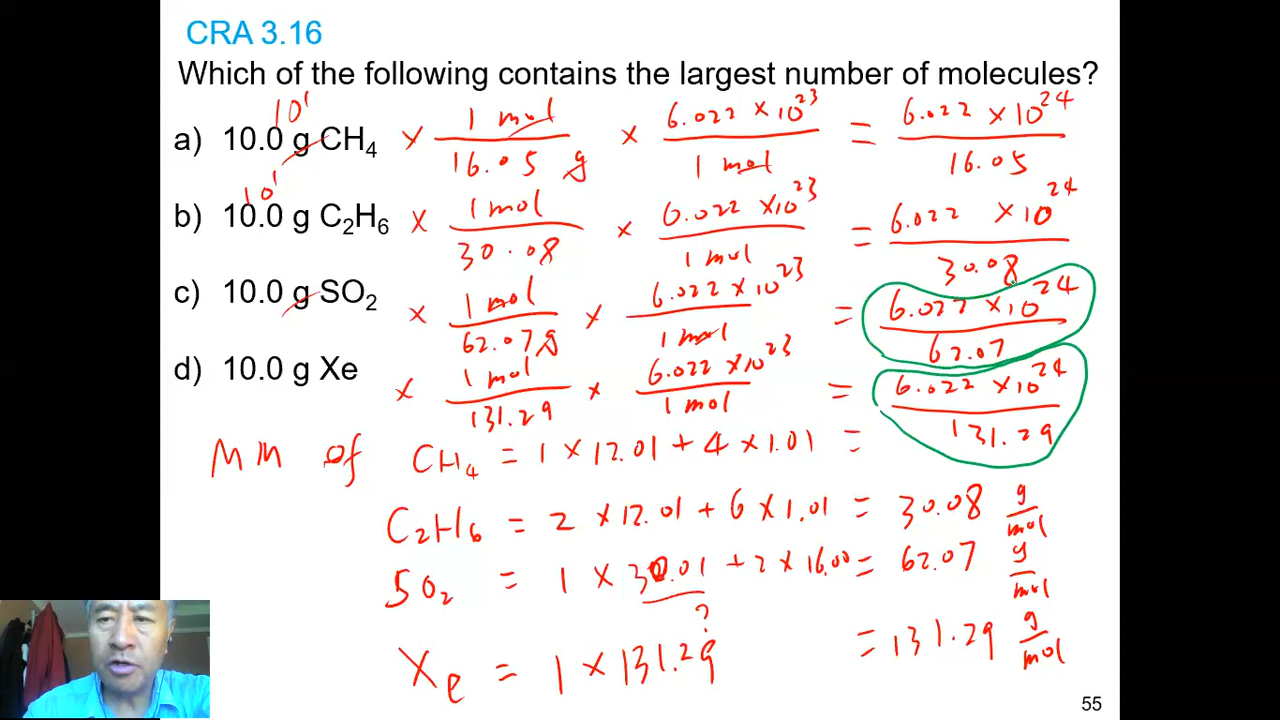 CRA 3.16
Which of the following contains the largest number of molecules?
a) 10.0 g CH₄ × 1 mol / 16.05 g × 6.022 × 10²³ / 1 mol = 6.022 × 10²⁴ / 16.05
10¹
b) 10.0 g C₂H₆ × 1 mol / 30.08 × 6.022 × 10²³ / 1 mol = 6.022 × 10²⁴ / 30.08
10¹
c) 10.0 g SO₂ × 1 mol / 62.07 g × 6.022 × 10²³ / 1 mol = 6.022 × 10²⁴ / 62.07
d) 10.0 g Xe × 1 mol / 131.29 × 6.022 × 10²³ / 1 mol = 6.022 × 10²⁴ / 131.29
MM of CH₄ = 1 × 12.01 + 4 × 1.01 =
C₂H₆ = 2 × 12.01 + 6 × 1.01 = 30.08 g/mol
SO₂ = 1 × .01 + 2 × 16.00 = 62.07 g/mol
?
Xe = 1 × 131.29 = 131.29 g/mol
55